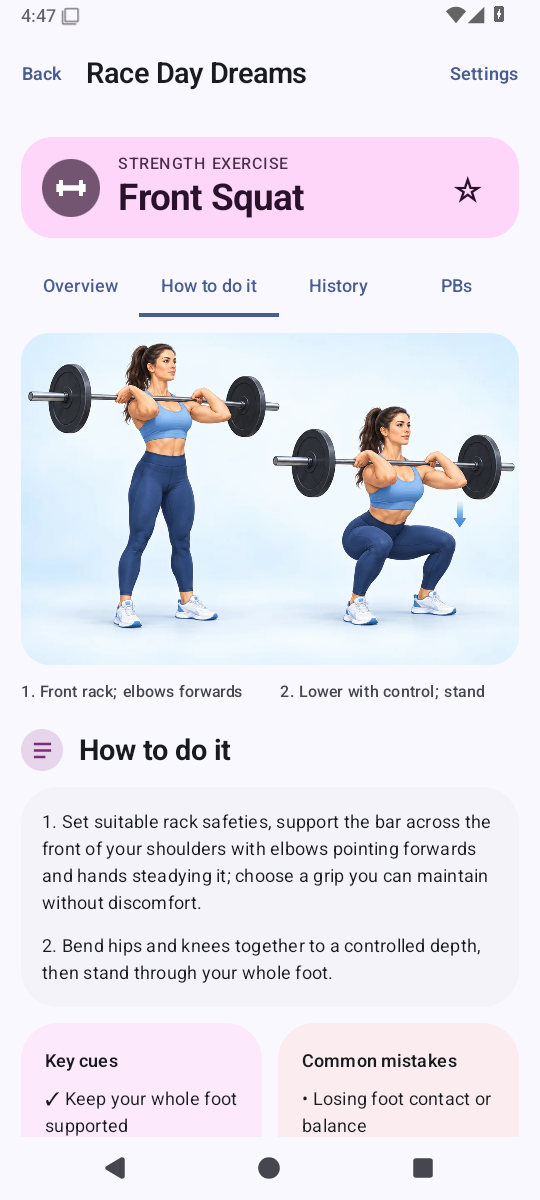 4:47
Back
Race Day Dreams
Settings
STRENGTH EXERCISE
Front Squat
Overview
How to do it
History
PBs
1. Front rack; elbows forwards
2. Lower with control; stand
How to do it
1. Set suitable rack safeties, support the bar across the
front of your shoulders with elbows pointing forwards
and hands steadying it; choose a grip you can maintain
without discomfort.
2. Bend hips and knees together to a controlled depth,
then stand through your whole foot.
Key cues
✓ Keep your whole foot
supported
Common mistakes
• Losing foot contact or
balance